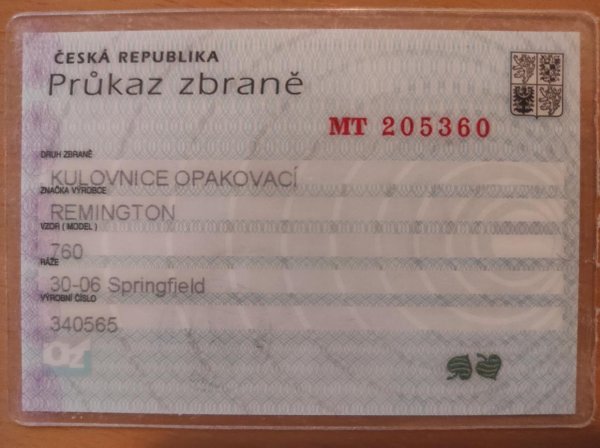 ČESKÁ REPUBLIKA
Průkaz zbraně
MT 205360
DRUH ZBRANĚ
KULOVNICE OPAKOVACÍ
ZNAČKA VÝROBCE
REMINGTON
VZOR ( MODEL )
760
RÁŽE
30-06 Springfield
VÝROBNÍ ČÍSLO
340565
OZ